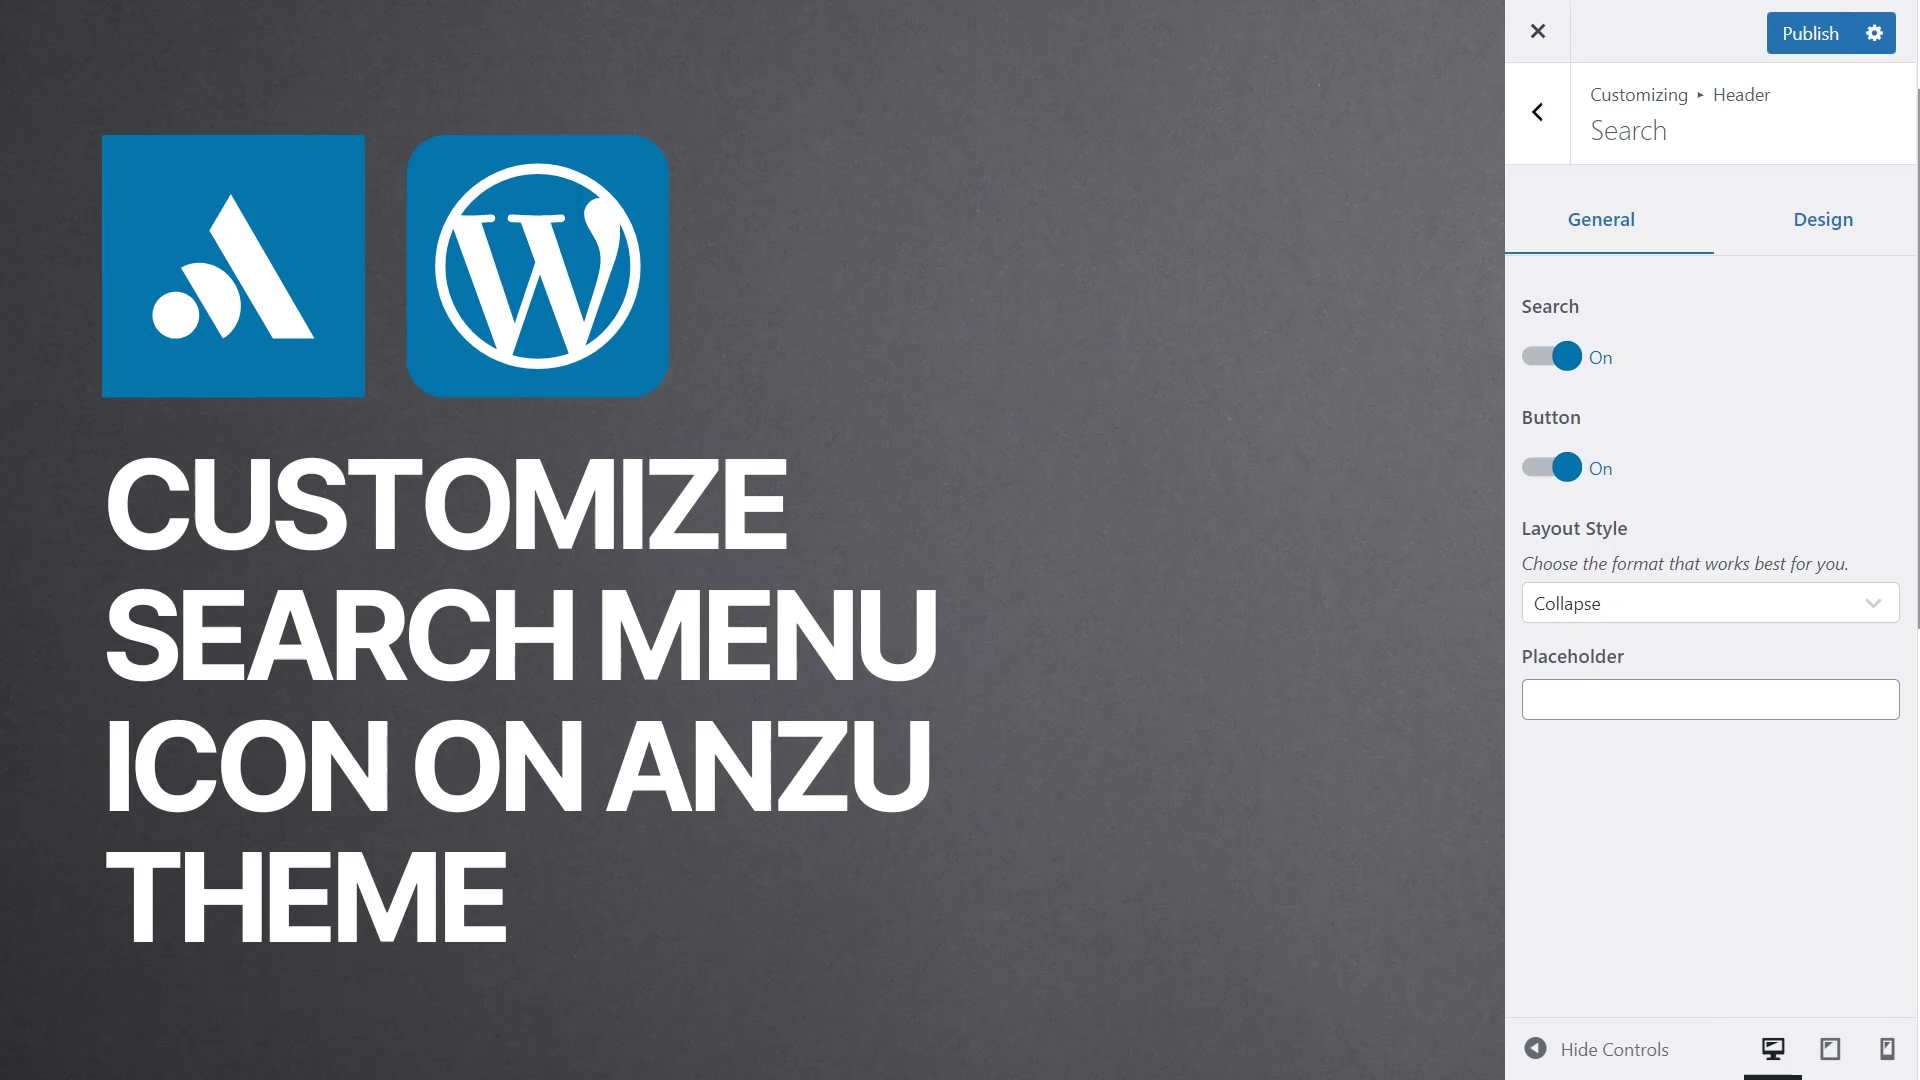 CUSTOMIZE
SEARCH MENU
ICON ON ANZU
THEME
Publish
Customizing ▸ Header
Search
General
Design
Search
On
Button
On
Layout Style
Choose the format that works best for you.
Collapse
Placeholder
Hide Controls